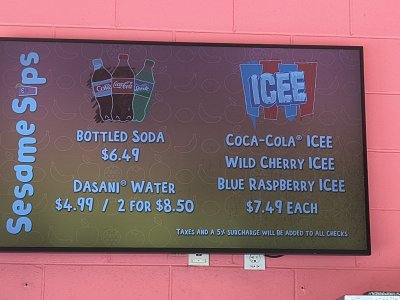 Sesame Sips
BOTTLED SODA
$6.49
DASANI® WATER
$4.99 / 2 FOR $8.50
ICEE
COCA-COLA® ICEE
WILD CHERRY ICEE
BLUE RASPBERRY ICEE
$7.49 EACH
TAXES AND A 5% SURCHARGE WILL BE ADDED TO ALL CHECKS